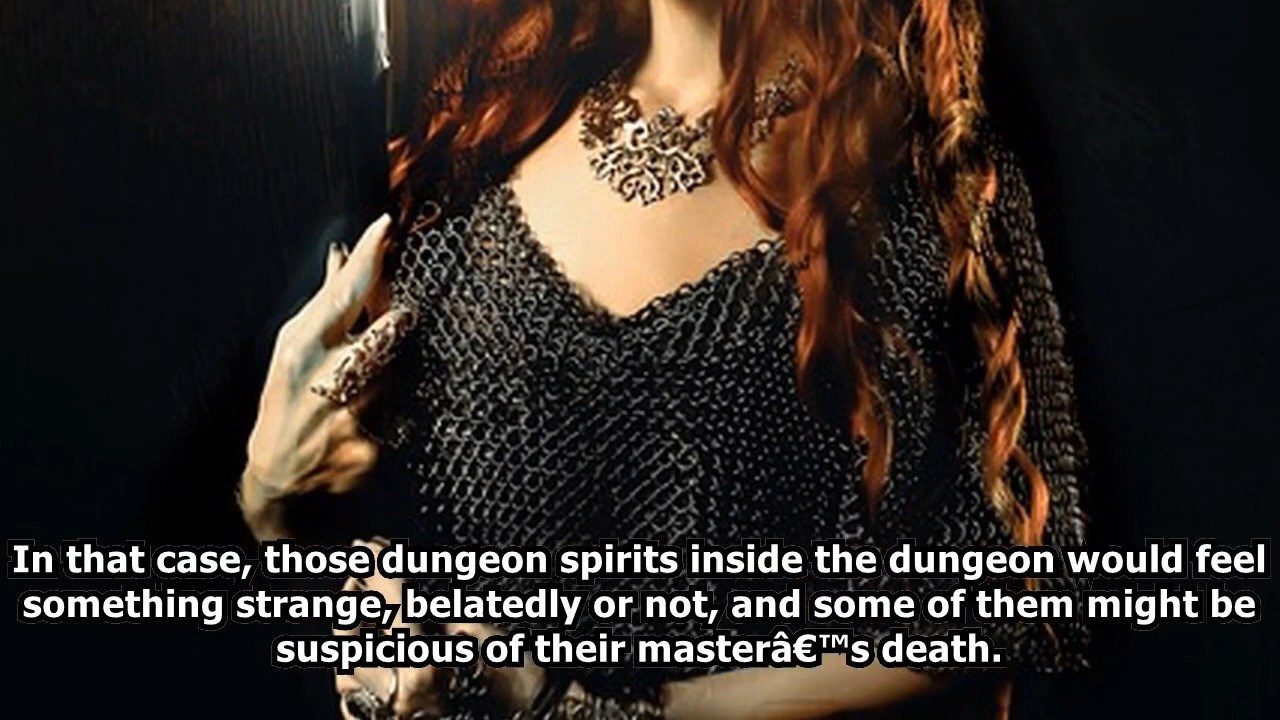 In that case, those dungeon spirits inside the dungeon would feel
something strange, belatedly or not, and some of them might be
suspicious of their masterâ€™s death.